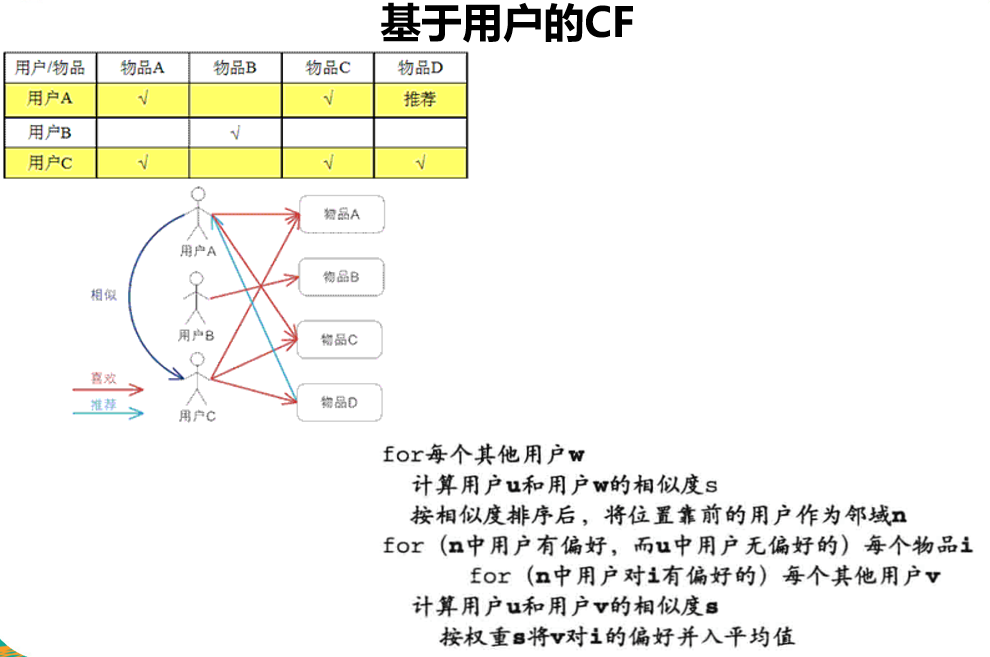 基于用户的CF
用户/物品 物品A 物品B 物品C 物品D
用户A √ √ 推荐
用户B √
用户C √ √ √
用户A
物品A
物品B
相似
用户B
物品C
喜欢
推荐
物品D
用户C
for每个其他用户w
计算用户u和用户w的相似度s
按相似度排序后，将位置靠前的用户作为邻域n
for（n中用户有偏好，而u中用户无偏好的）每个物品i
for（n中用户对i有偏好的）每个其他用户v
计算用户u和用户v的相似度s
按权重s将v对i的偏好并入平均值